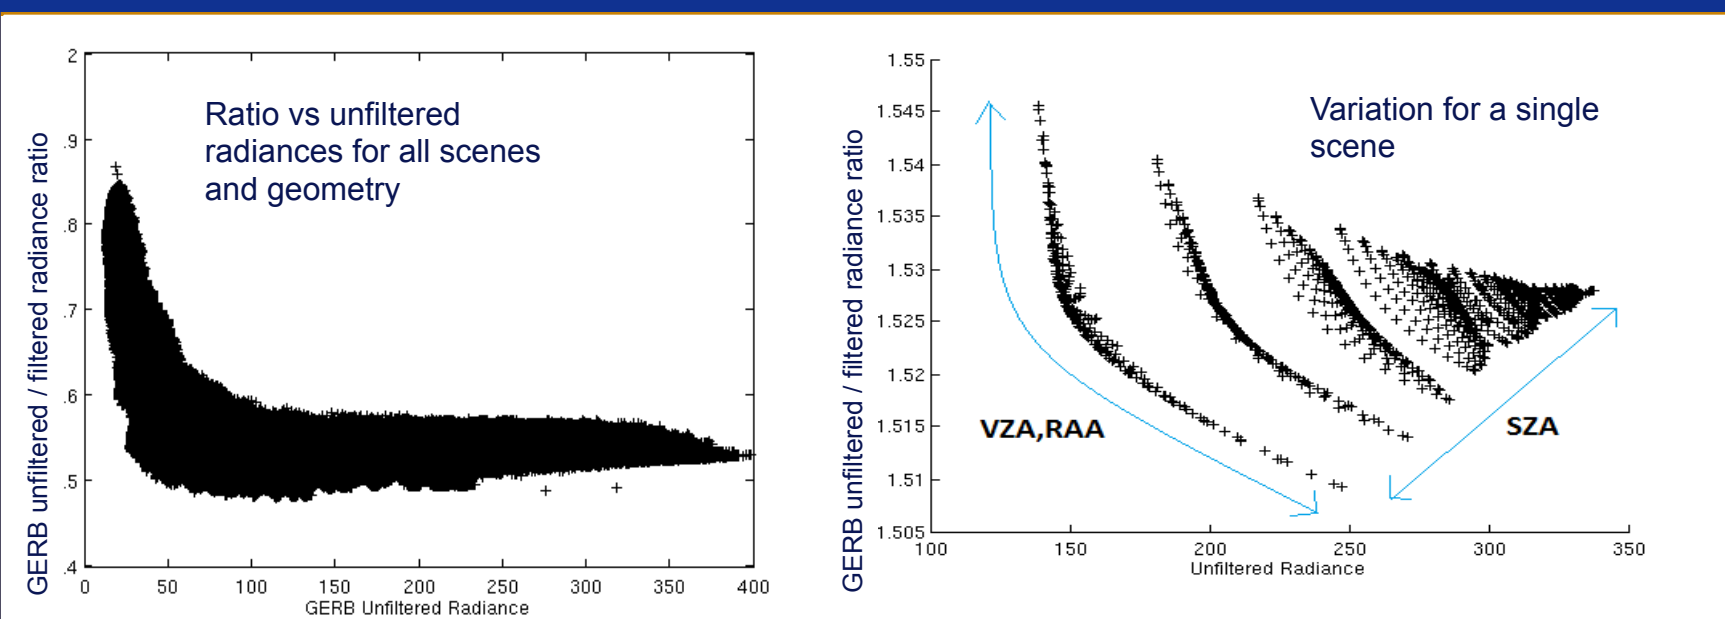 GERB unfiltered / filtered radiance ratio
2
.9
.8
.7
.6
.5
.4
Ratio vs unfiltered
radiances for all scenes
and geometry
0 50 100 150 200 250 300 350 400
GERB Unfiltered Radiance
GERB unfiltered / filtered radiance ratio
1.55
1.545
1.54
1.535
1.53
1.525
1.52
1.515
1.51
1.505
Variation for a single
scene
VZA,RAA
SZA
100 150 200 250 300 350
Unfiltered Radiance